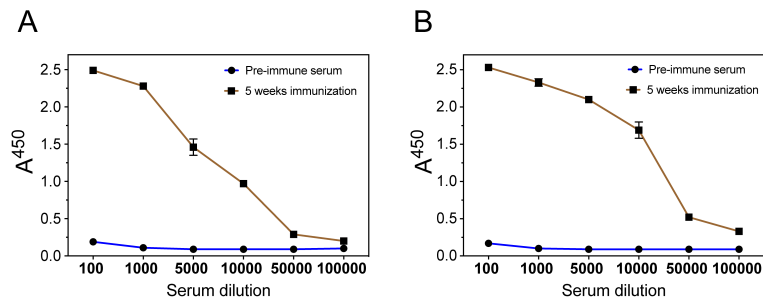 A
A450
2.5
2.0
1.5
1.0
0.5
0.0
Pre-immune serum
5 weeks immunization
100 1000 5000 10000 50000 100000
Serum dilution
B
A450
2.5
2.0
1.5
1.0
0.5
0.0
Pre-immune serum
5 weeks immunization
100 1000 5000 10000 50000 100000
Serum dilution